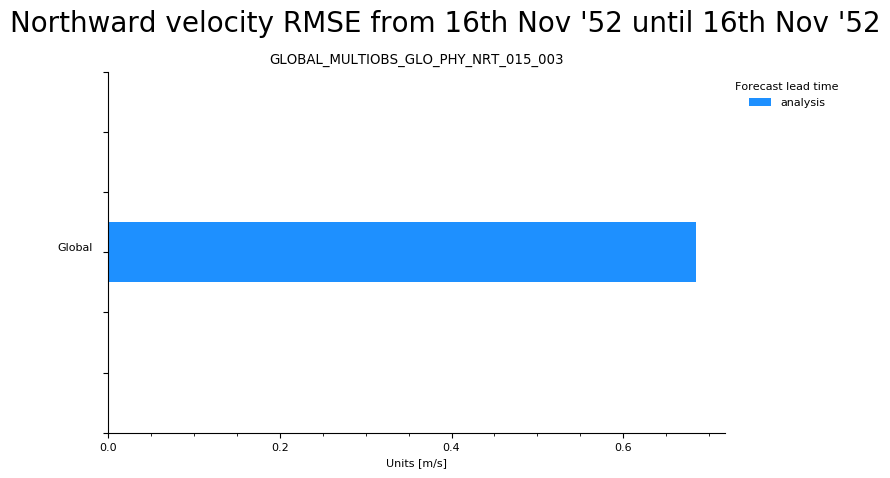 Northward velocity RMSE from 16th Nov '52 until 16th Nov '52
GLOBAL_MULTIOBS_GLO_PHY_NRT_015_003
Forecast lead time
analysis
Global
0.0 0.2 0.4 0.6
Units [m/s]